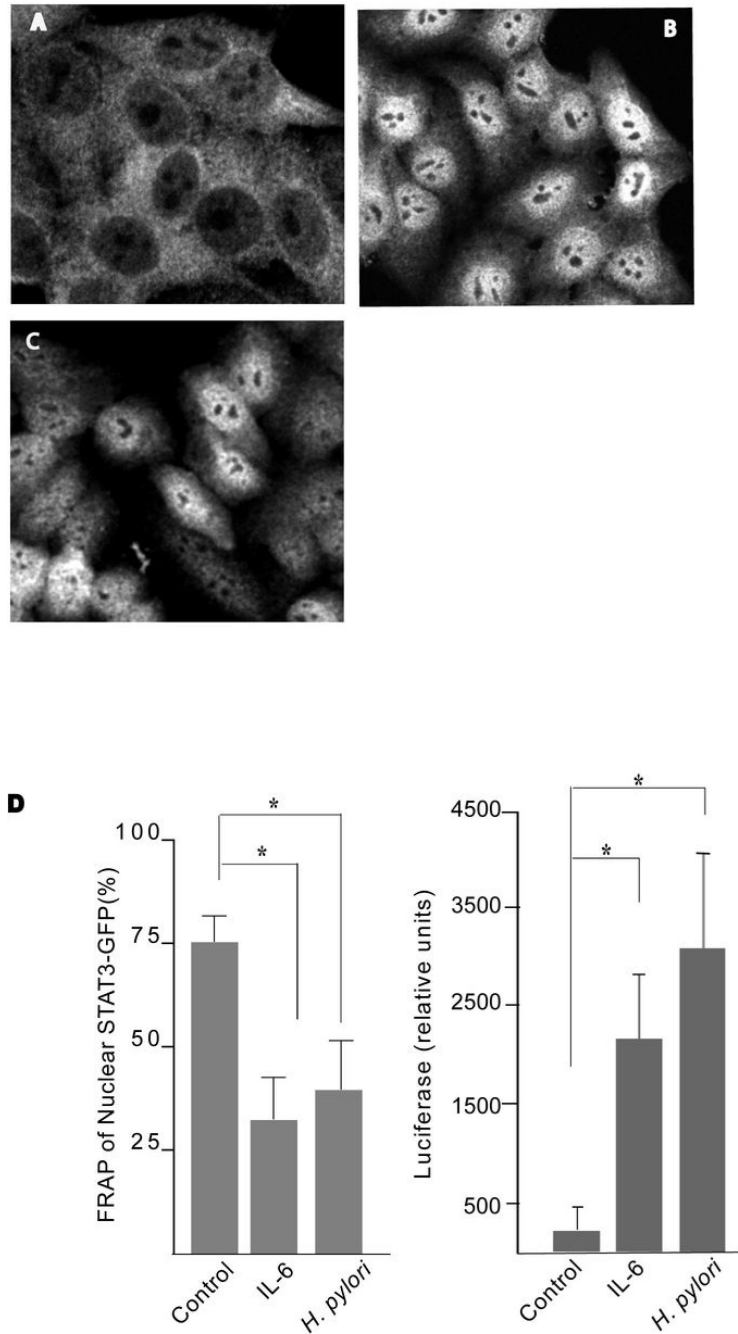 A
B
C
D
FRAP of Nuclear STAT3-GFP(%)
100
75
50
25
*
*
Control
IL-6
H. pylori
Luciferase (relative units)
4500
3500
2500
1500
500
*
*
Control
IL-6
H. pylori